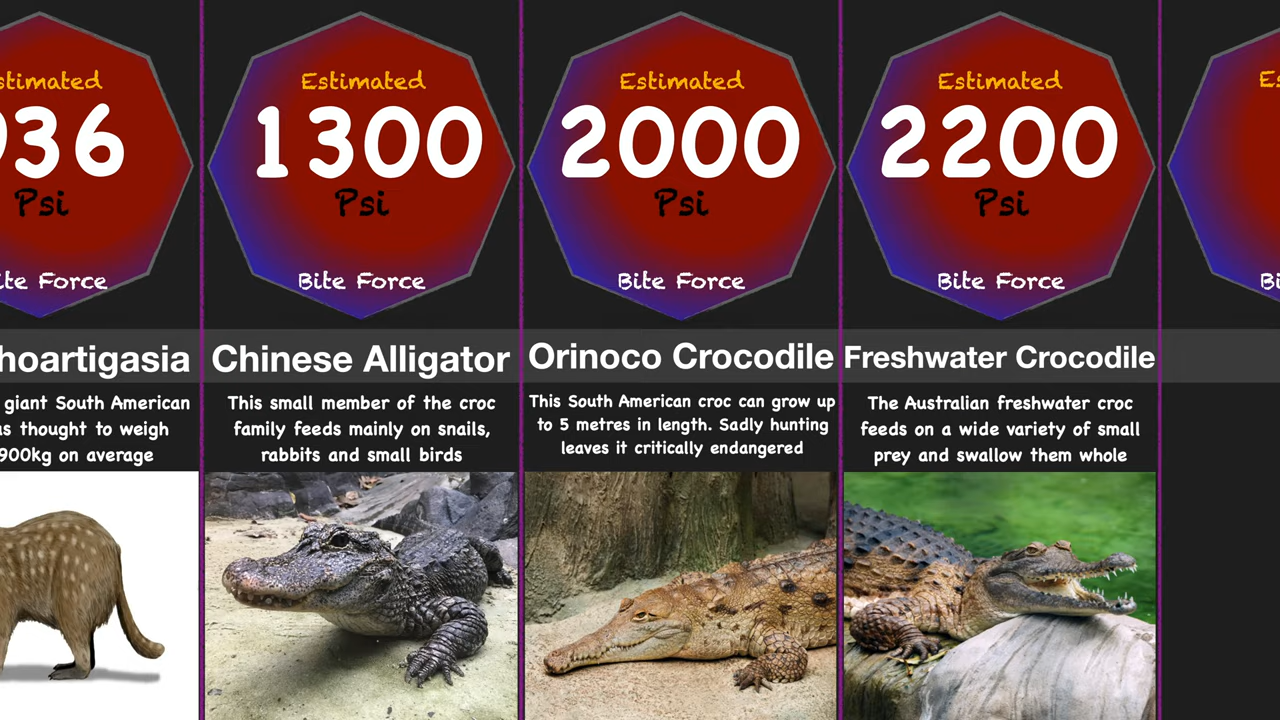 Estimated
936
Psi
Bite Force
hoartigasia
giant South American
as thought to weigh
900kg on average
Estimated
1300
Psi
Bite Force
Chinese Alligator
This small member of the croc
family feeds mainly on snails,
rabbits and small birds
Estimated
2000
Psi
Bite Force
Orinoco Crocodile
This South American croc can grow up
to 5 metres in length. Sadly hunting
leaves it critically endangered
Estimated
2200
Psi
Bite Force
Freshwater Crocodile
The Australian freshwater croc
feeds on a wide variety of small
prey and swallow them whole